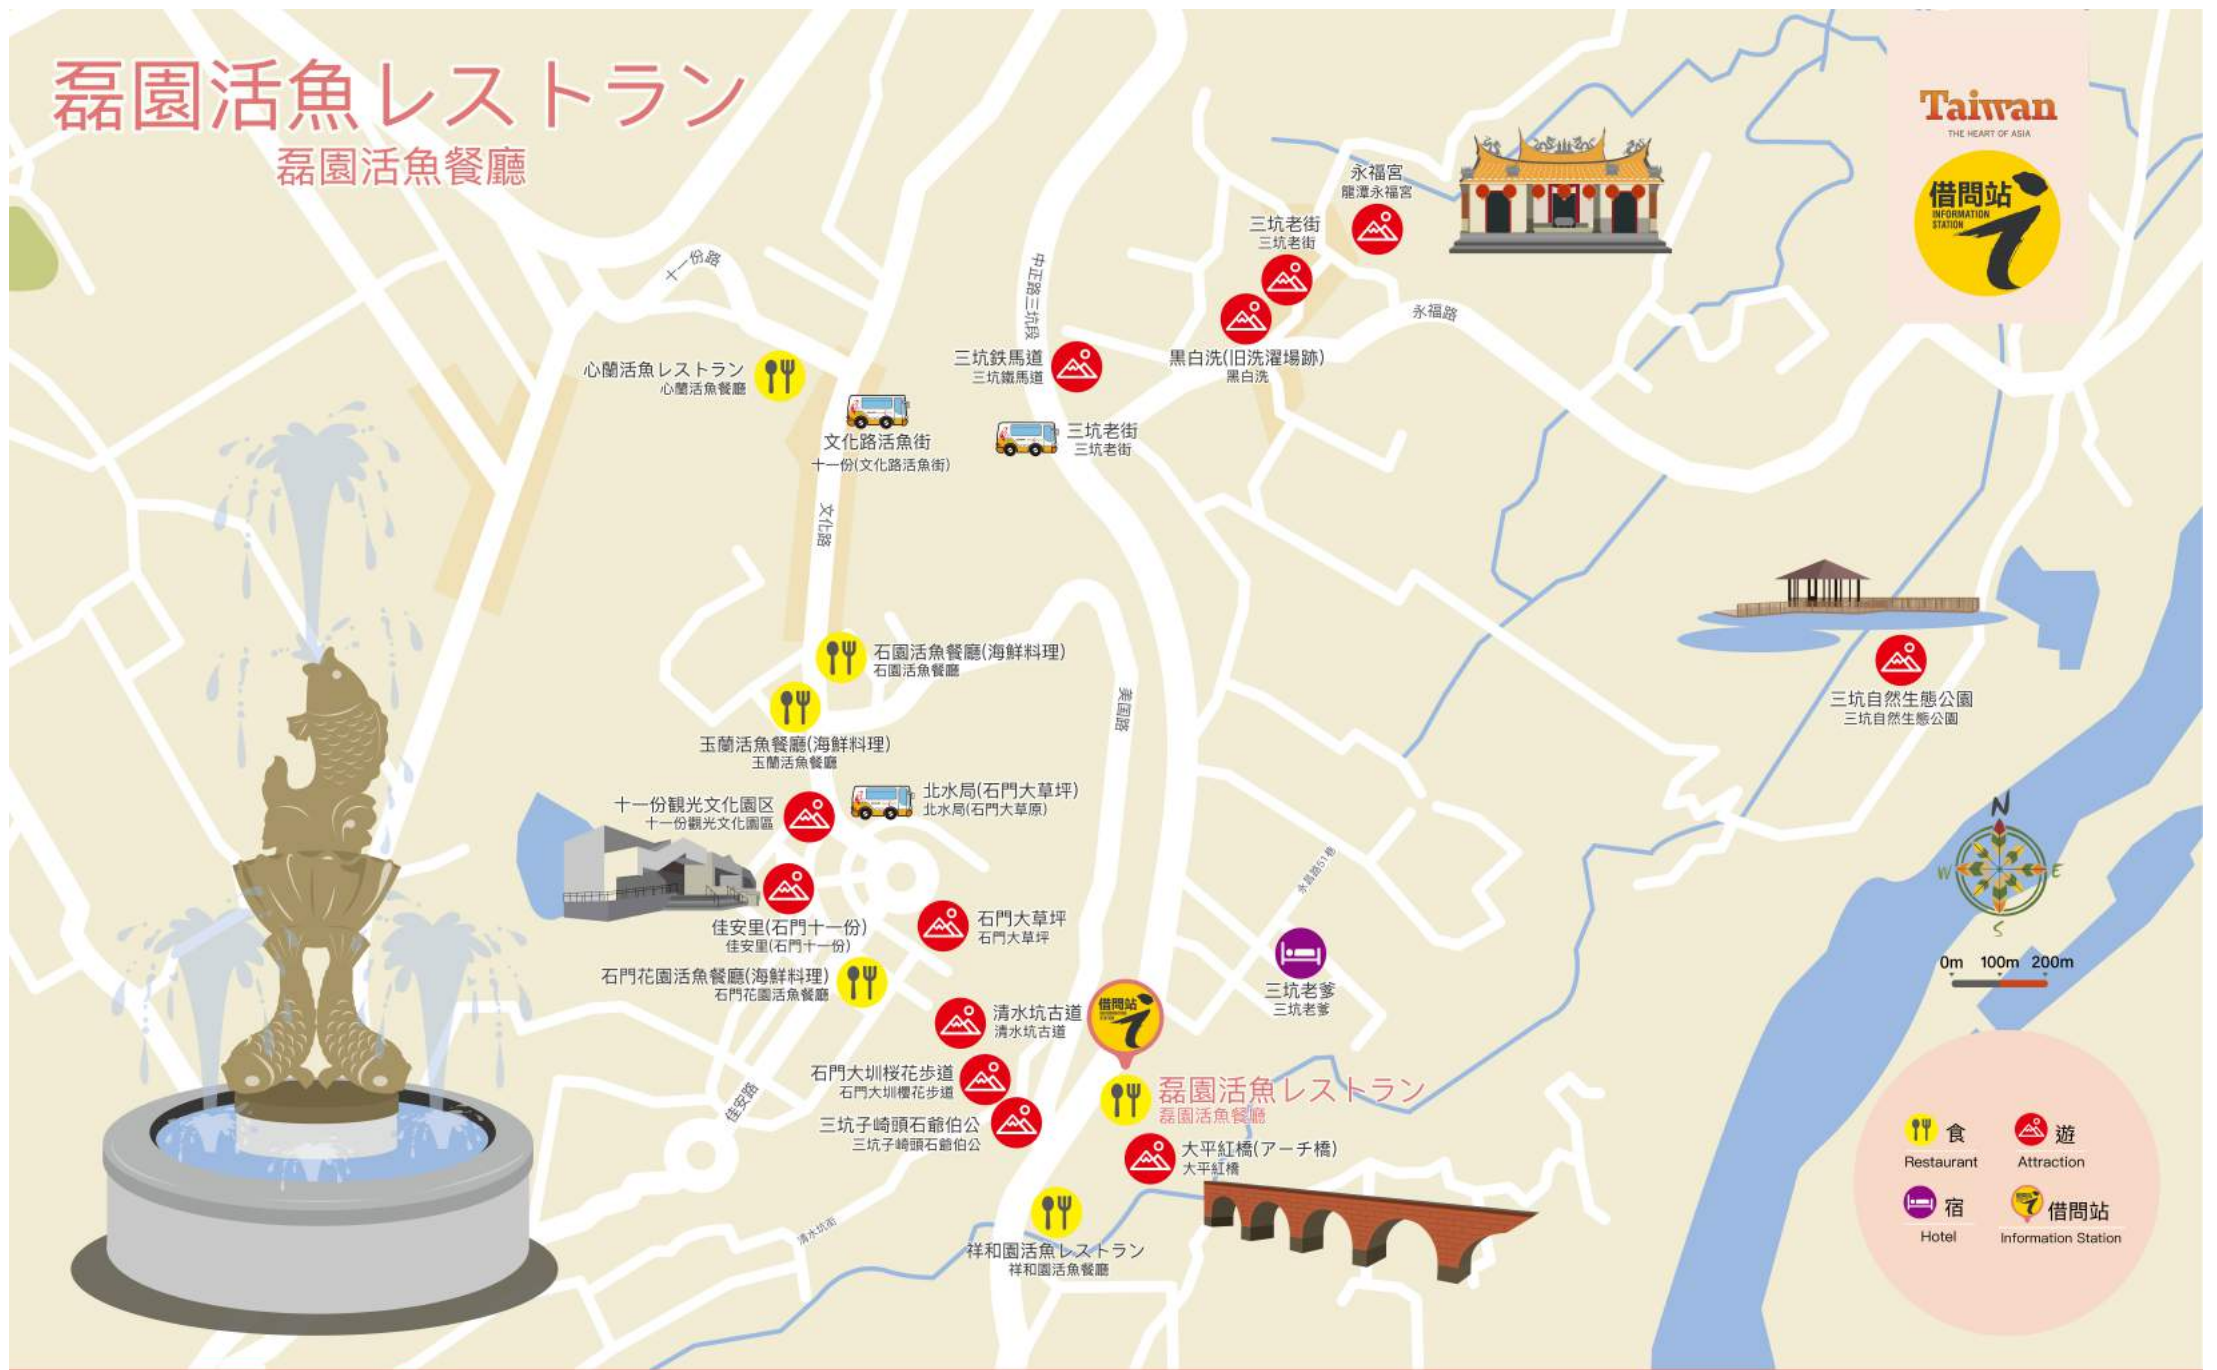 磊園活魚レストラン
磊園活魚餐廳
Taiwan
THE HEART OF ASIA
借問站
INFORMATION
STATION
永福宮
龍潭永福宮
三坑老街
三坑老街
十一份路
中正路三坑段
永福路
黑白洗(旧洗濯場跡)
黑白洗
三坑鉄馬道
三坑鐵馬道
心蘭活魚レストラン
心蘭活魚餐廳
文化路活魚街
十一份(文化路活魚街)
三坑老街
三坑老街
文化路
石園活魚餐廳(海鮮料理)
石園活魚餐廳
美国路
三坑自然生態公園
三坑自然生態公園
玉蘭活魚餐廳(海鮮料理)
玉蘭活魚餐廳
北水局(石門大草坪)
北水局(石門大草原)
十一份観光文化園区
十一份觀光文化園區
永昌路51巷
N
W
E
S
佳安里(石門十一份)
佳安里(石門十一份)
石門大草坪
石門大草坪
0m 100m 200m
石門花園活魚餐廳(海鮮料理)
石門花園活魚餐廳
三坑老爹
三坑老爹
清水坑古道
清水坑古道
借問站
石門大圳桜花歩道
石門大圳櫻花步道
磊園活魚レストラン
磊園活魚餐廳
佳安路
三坑子崎頭石爺伯公
三坑子崎頭石爺伯公
大平紅橋(アーチ橋)
大平紅橋
清水坑街
祥和園活魚レストラン
祥和園活魚餐廳
食
Restaurant
遊
Attraction
宿
Hotel
借問站
Information Station